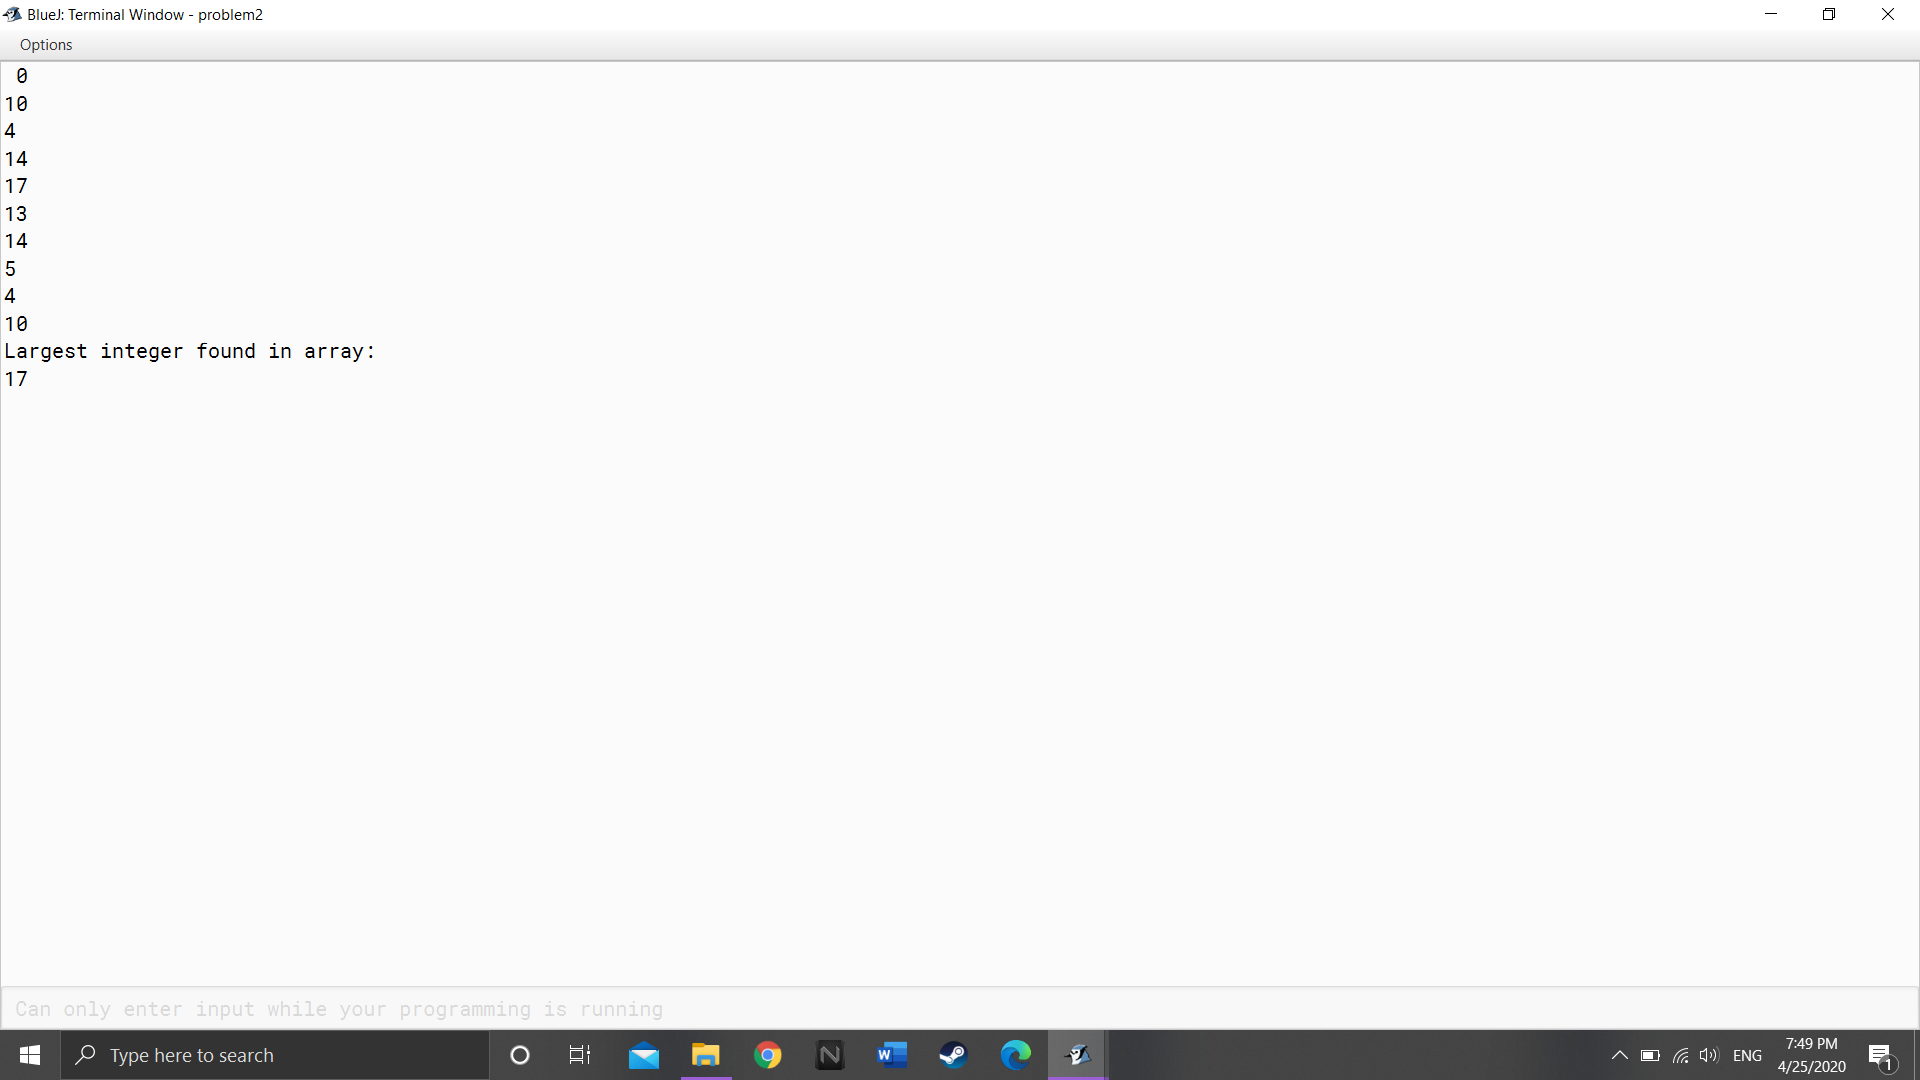 BlueJ: Terminal Window - problem2
Options
0
10
4
14
17
13
14
5
4
10
Largest integer found in array:
17
Can only enter input while your programming is running
Type here to search
N
W
ENG
7:49 PM
4/25/2020
1